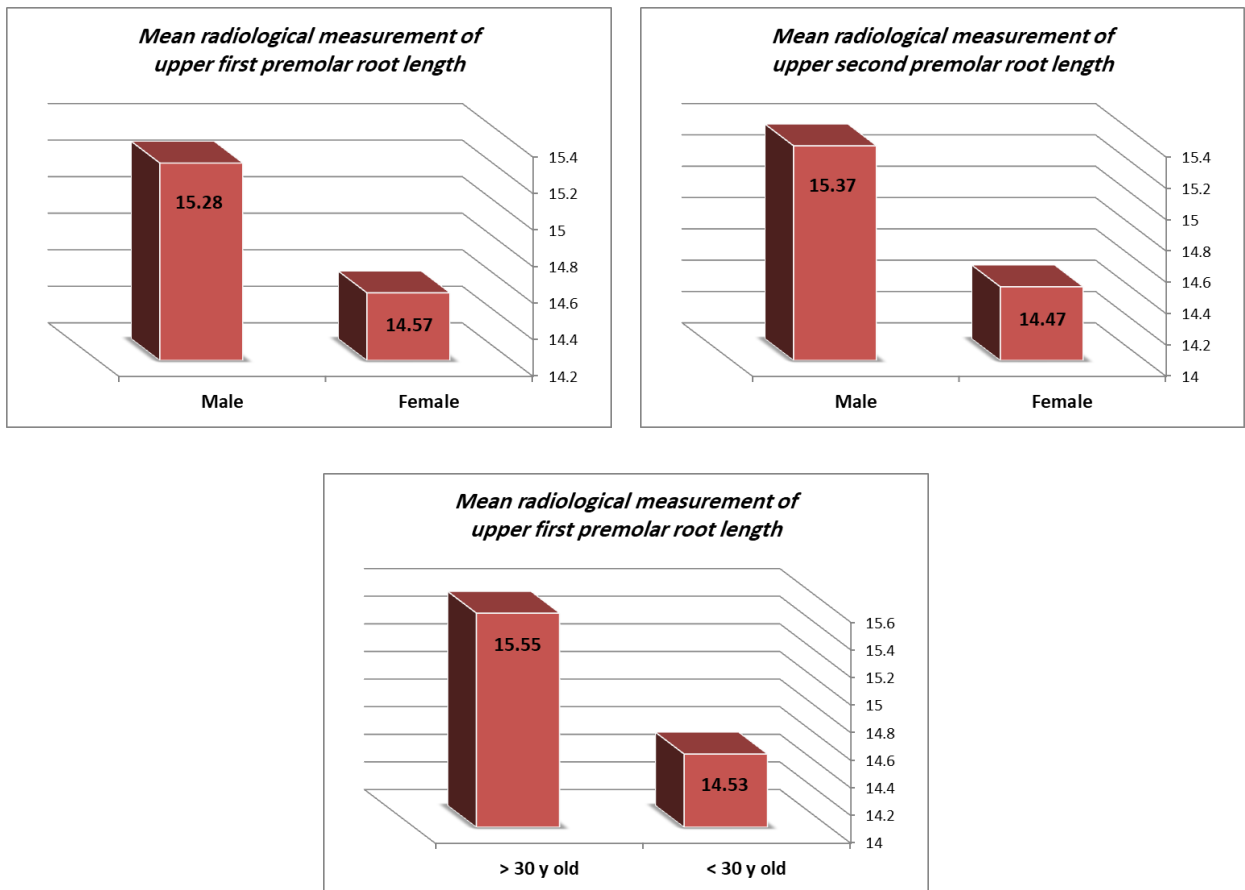 Mean radiological measurement of
upper first premolar root length
15.28
14.57
15.4
15.2
15
14.8
14.6
14.4
14.2
Male
Female
Mean radiological measurement of
upper second premolar root length
15.37
14.47
15.4
15.2
15
14.8
14.6
14.4
14.2
14
Male
Female
Mean radiological measurement of
upper first premolar root length
15.55
14.53
15.6
15.4
15.2
15
14.8
14.6
14.4
14.2
14
> 30 y old
< 30 y old